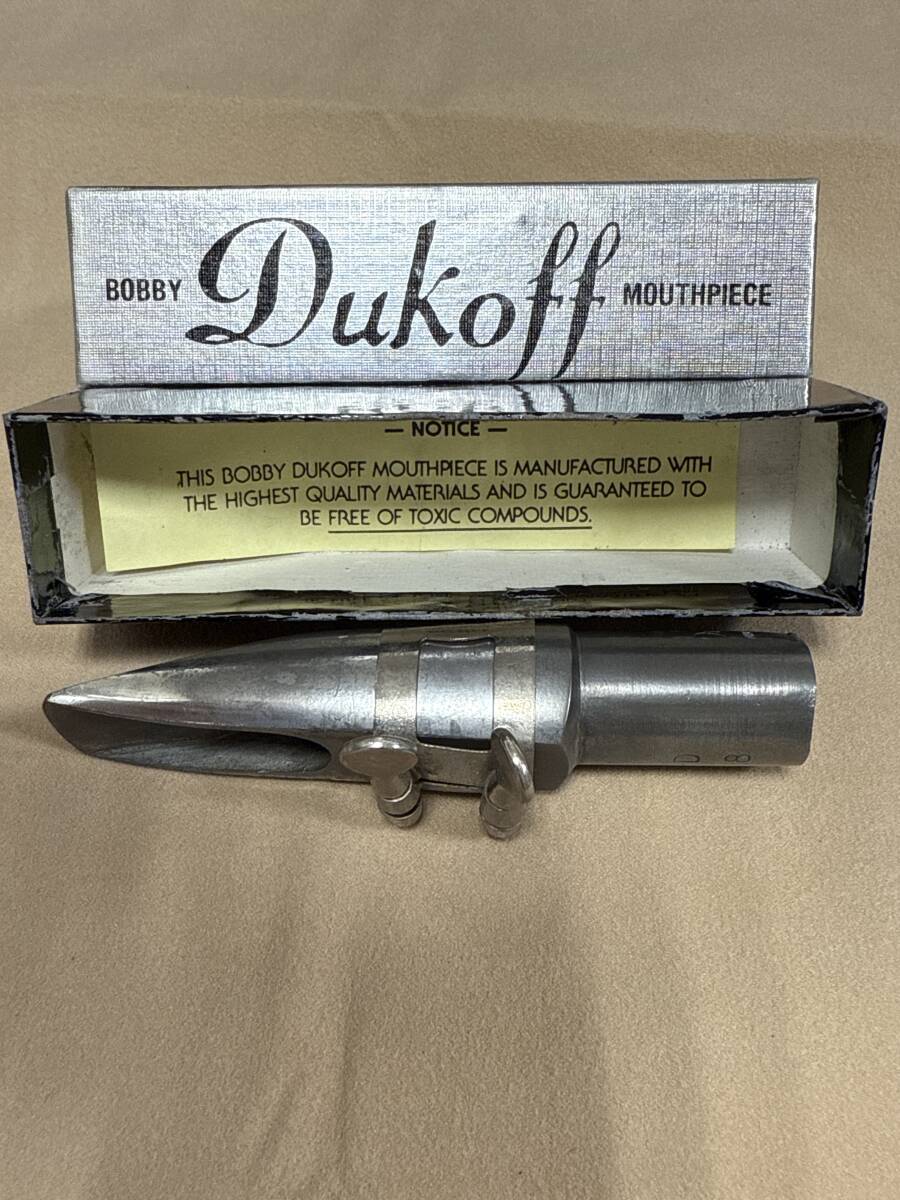 BOBBY Dukoff MOUTHPIECE
— NOTICE —
THIS BOBBY DUKOFF MOUTHPIECE IS MANUFACTURED WITH
THE HIGHEST QUALITY MATERIALS AND IS GUARANTEED TO
BE FREE OF TOXIC COMPOUNDS.
D 8